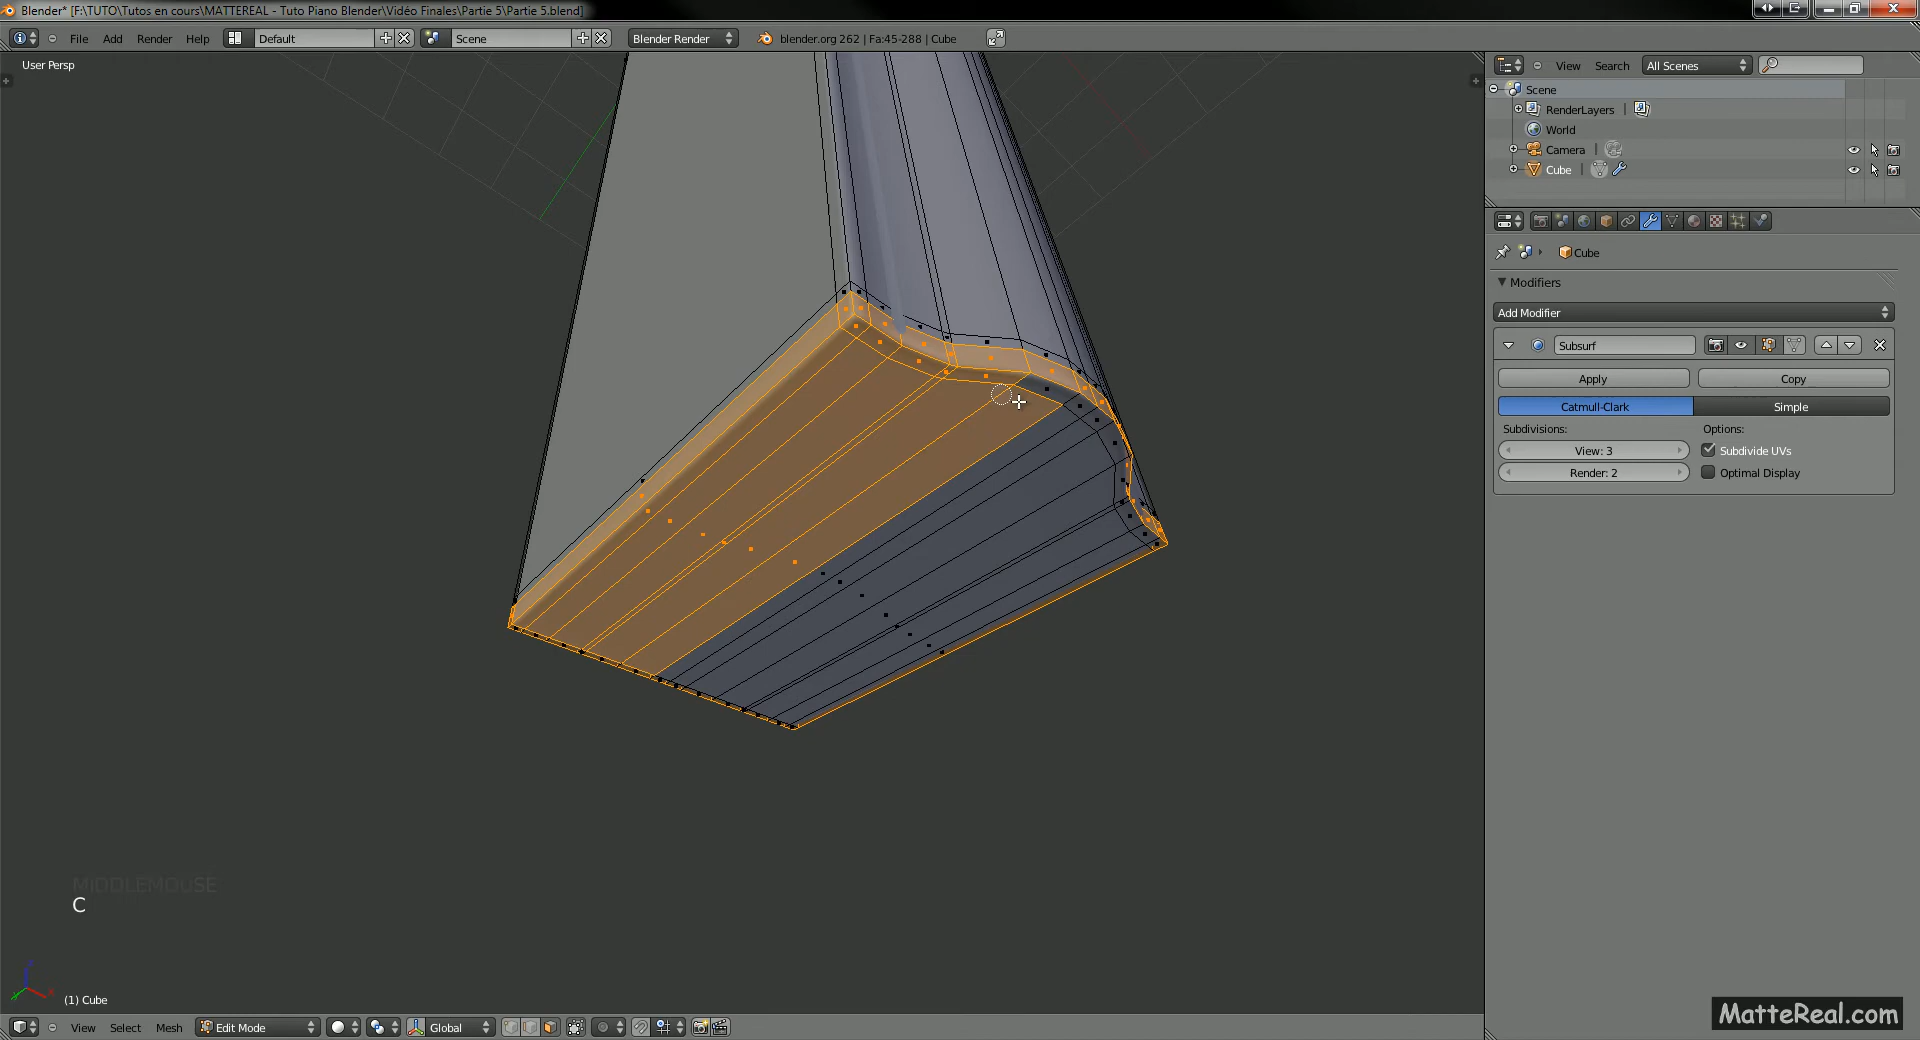 Blender* [F:\TUTO\Tutos en cours\MATTEREAL - Tuto Piano Blender\Vidéo Finales\Partie 5\Partie 5.blend]
File Add Render Help Default Scene Blender Render blender.org 262 | Fa:45-288 | Cube
User Persp
View Search All Scenes
Scene
RenderLayers
World
Camera
Cube
Cube
Modifiers
Add Modifier
Subsurf
Apply Copy
Catmull-Clark Simple
Subdivisions: Options:
View: 3 Subdivide UVs
Render: 2 Optimal Display
MIDDLEMOUSE
C
(1) Cube
View Select Mesh Edit Mode Global
MatteReal.com